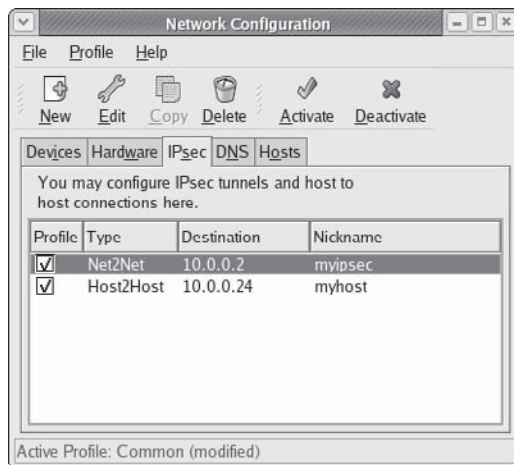 Network Configuration
File Profile Help
New Edit Copy Delete Activate Deactivate
Devices Hardware IPsec DNS Hosts
You may configure IPsec tunnels and host to
host connections here.
Profile Type Destination Nickname
Net2Net 10.0.0.2 myipsec
Host2Host 10.0.0.24 myhost
Active Profile: Common (modified)